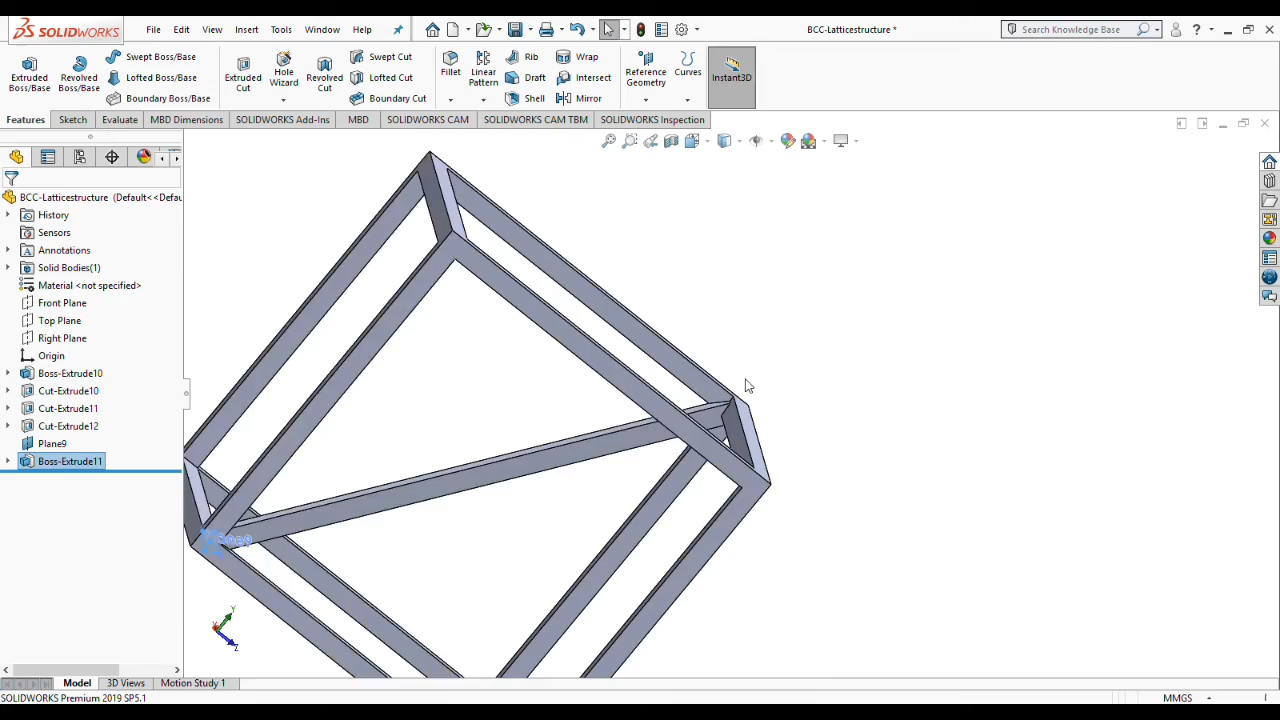 SOLIDWORKS File Edit View Insert Tools Window Help BCC-Latticestructure * Search Knowledge Base ?
Extruded Boss/Base Revolved Boss/Base Swept Boss/Base Lofted Boss/Base Boundary Boss/Base Extruded Cut Hole Wizard Revolved Cut Swept Cut Lofted Cut Boundary Cut Fillet Linear Pattern Rib Draft Shell Wrap Intersect Mirror Reference Geometry Curves Instant3D
Features Sketch Evaluate MBD Dimensions SOLIDWORKS Add-Ins MBD SOLIDWORKS CAM SOLIDWORKS CAM TBM SOLIDWORKS Inspection
BCC-Latticestructure (Default<<Defau
History
Sensors
Annotations
Solid Bodies(1)
Material <not specified>
Front Plane
Top Plane
Right Plane
Origin
Boss-Extrude10
Cut-Extrude10
Cut-Extrude11
Cut-Extrude12
Plane9
Boss-Extrude11
Y
X
Z
Model 3D Views Motion Study 1
SOLIDWORKS Premium 2019 SP5.1 MMGS